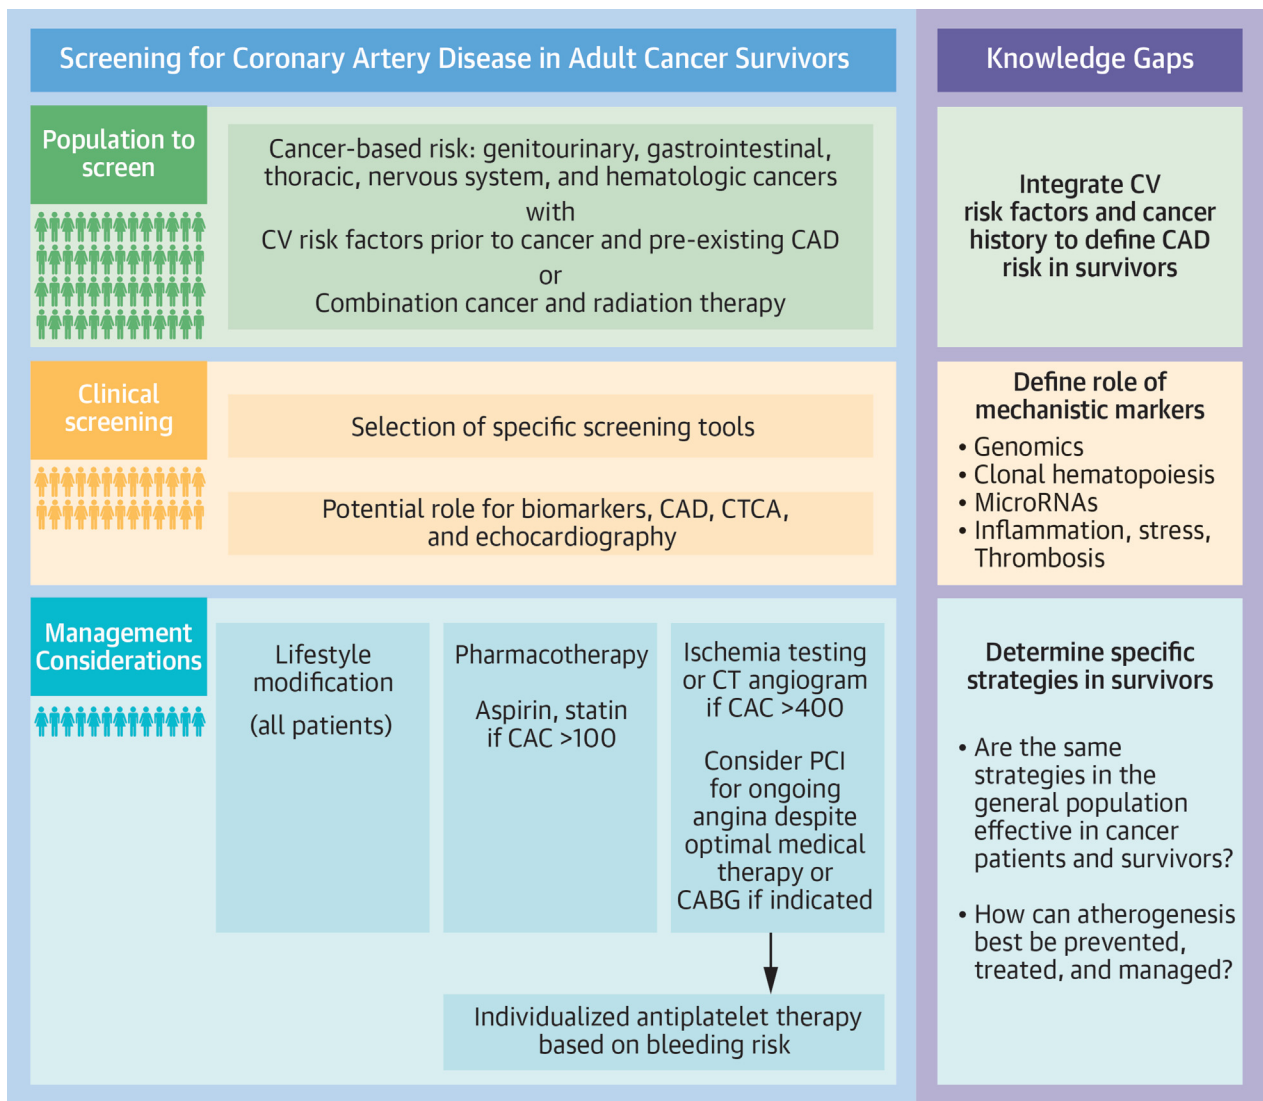 Screening for Coronary Artery Disease in Adult Cancer Survivors
Knowledge Gaps
Population to
screen
Cancer-based risk: genitourinary, gastrointestinal,
thoracic, nervous system, and hematologic cancers
with
CV risk factors prior to cancer and pre-existing CAD
or
Combination cancer and radiation therapy
Integrate CV
risk factors and cancer
history to define CAD
risk in survivors
Clinical
screening
Selection of specific screening tools
Potential role for biomarkers, CAD, CTCA,
and echocardiography
Define role of
mechanistic markers
• Genomics
• Clonal hematopoiesis
• MicroRNAs
• Inflammation, stress,
Thrombosis
Management
Considerations
Lifestyle
modification
(all patients)
Pharmacotherapy
Aspirin, statin
if CAC >100
Ischemia testing
or CT angiogram
if CAC >400
Consider PCI
for ongoing
angina despite
optimal medical
therapy or
CABG if indicated
Individualized antiplatelet therapy
based on bleeding risk
Determine specific
strategies in survivors
• Are the same
strategies in the
general population
effective in cancer
patients and survivors?
• How can atherogenesis
best be prevented,
treated, and managed?